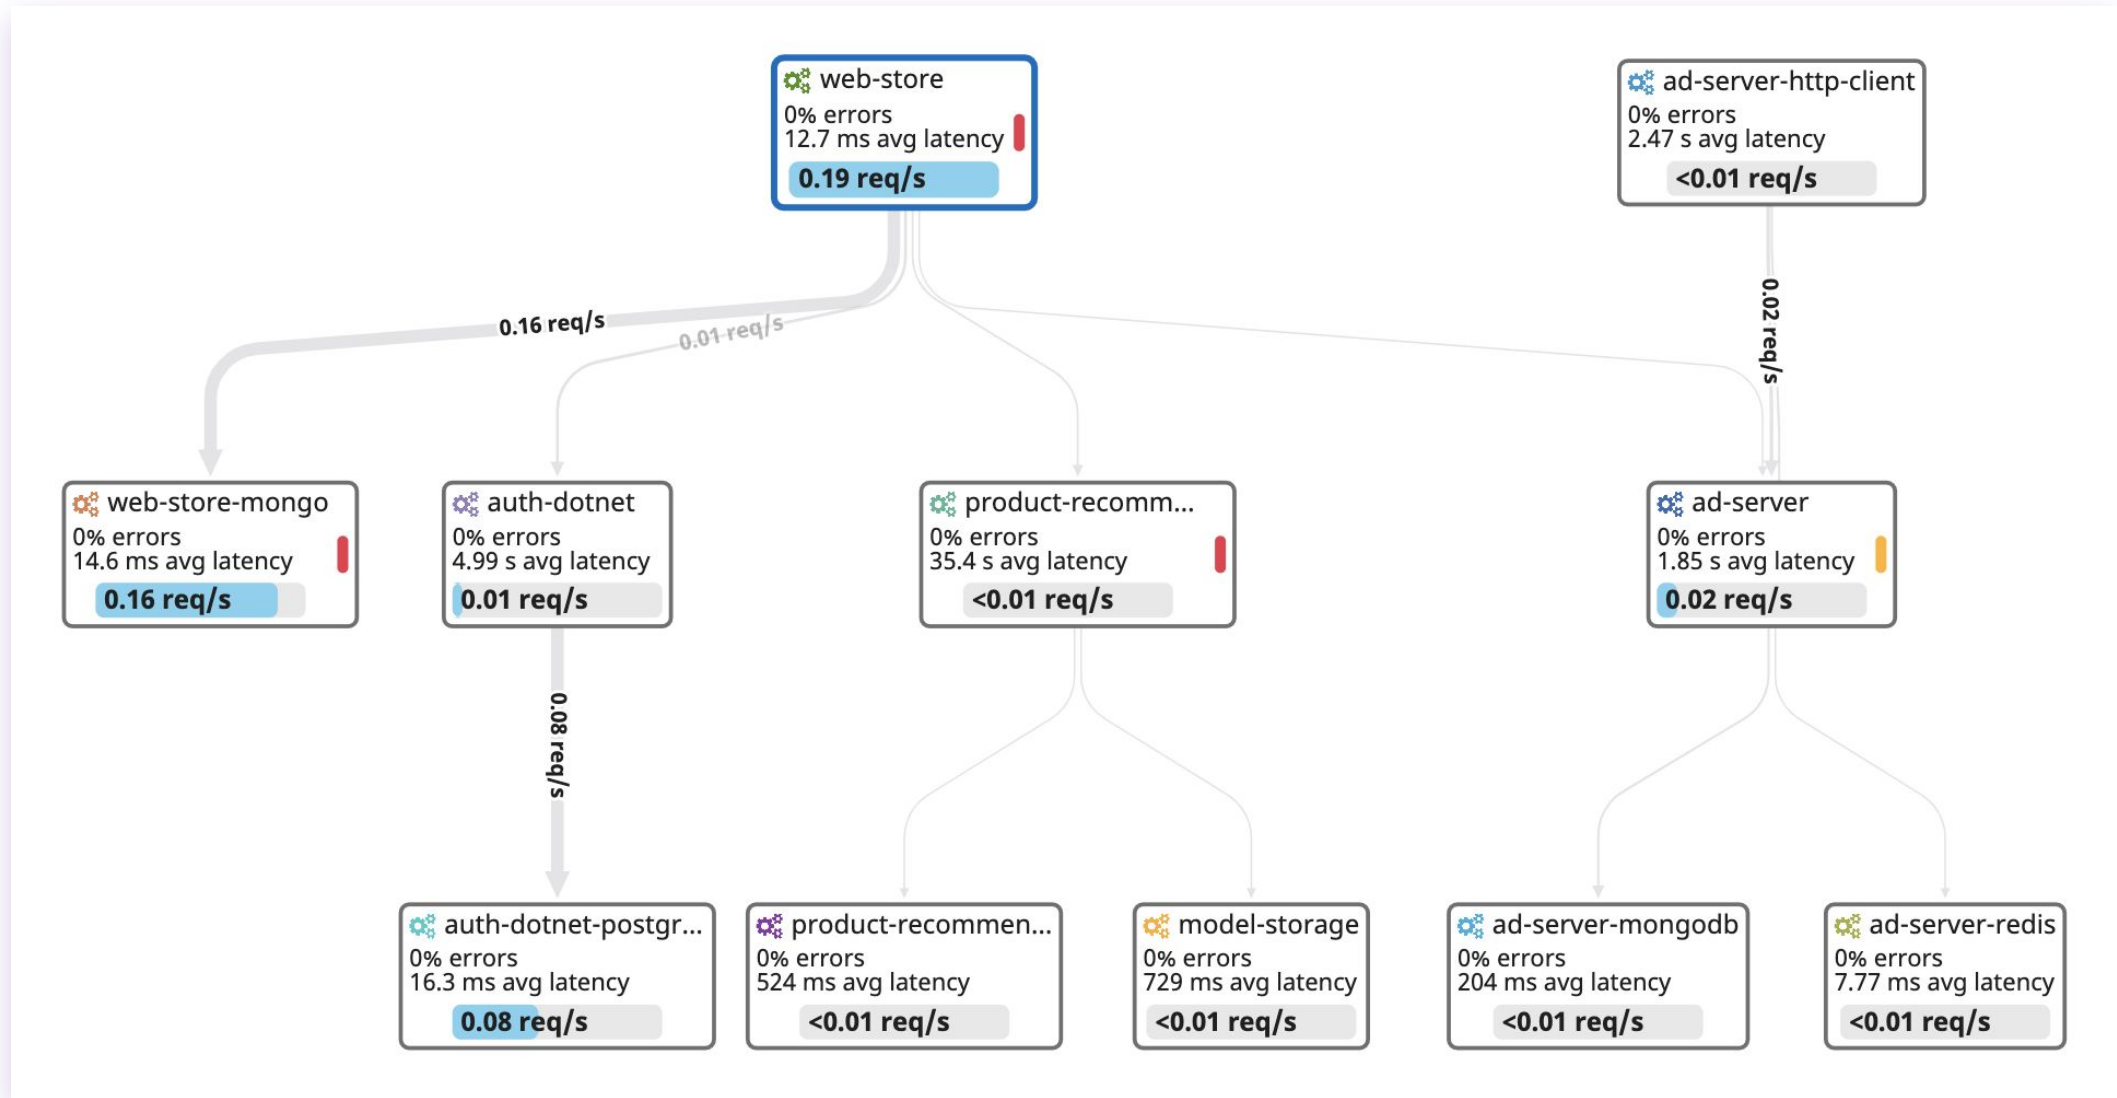 web-store
0% errors
12.7 ms avg latency
0.19 req/s
ad-server-http-client
0% errors
2.47 s avg latency
<0.01 req/s
0.16 req/s
0.01 req/s
0.02 req/s
web-store-mongo
0% errors
14.6 ms avg latency
0.16 req/s
auth-dotnet
0% errors
4.99 s avg latency
0.01 req/s
product-recomm...
0% errors
35.4 s avg latency
<0.01 req/s
ad-server
0% errors
1.85 s avg latency
0.02 req/s
0.08 req/s
auth-dotnet-postgr...
0% errors
16.3 ms avg latency
0.08 req/s
product-recommen...
0% errors
524 ms avg latency
<0.01 req/s
model-storage
0% errors
729 ms avg latency
<0.01 req/s
ad-server-mongodb
0% errors
204 ms avg latency
<0.01 req/s
ad-server-redis
0% errors
7.77 ms avg latency
<0.01 req/s